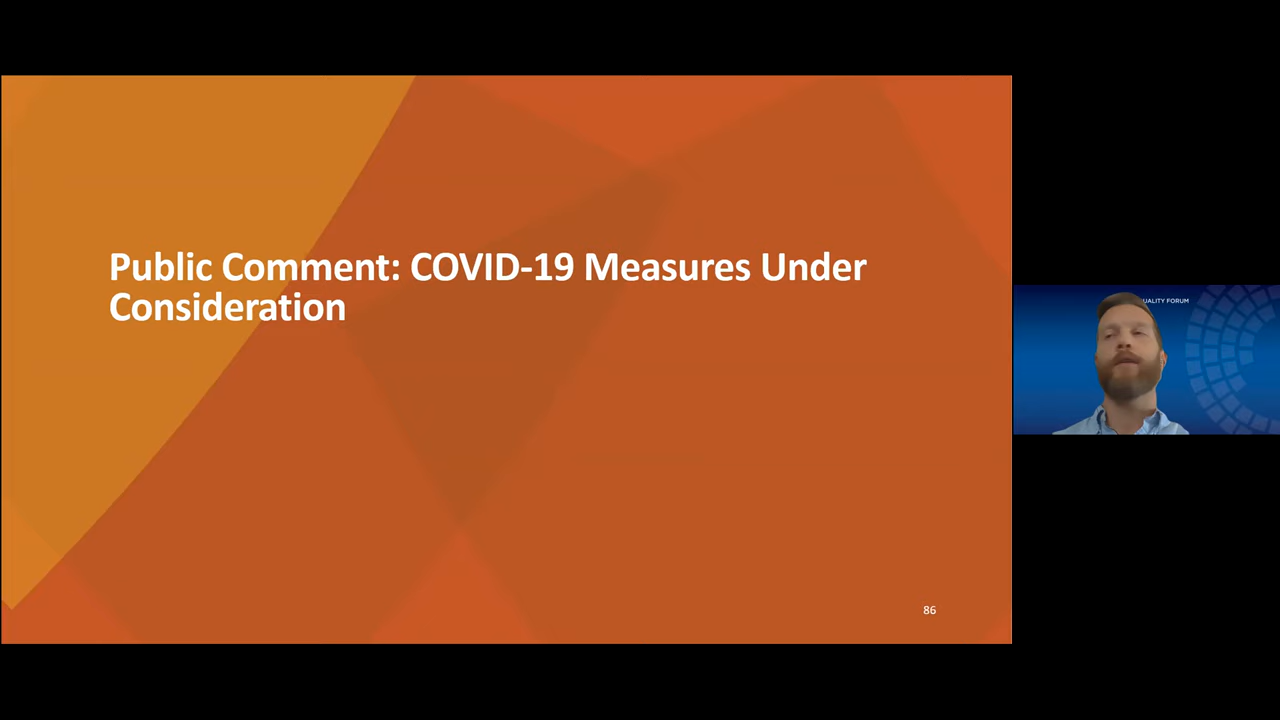 Public Comment: COVID-19 Measures Under
Consideration
86
UALITY FORUM